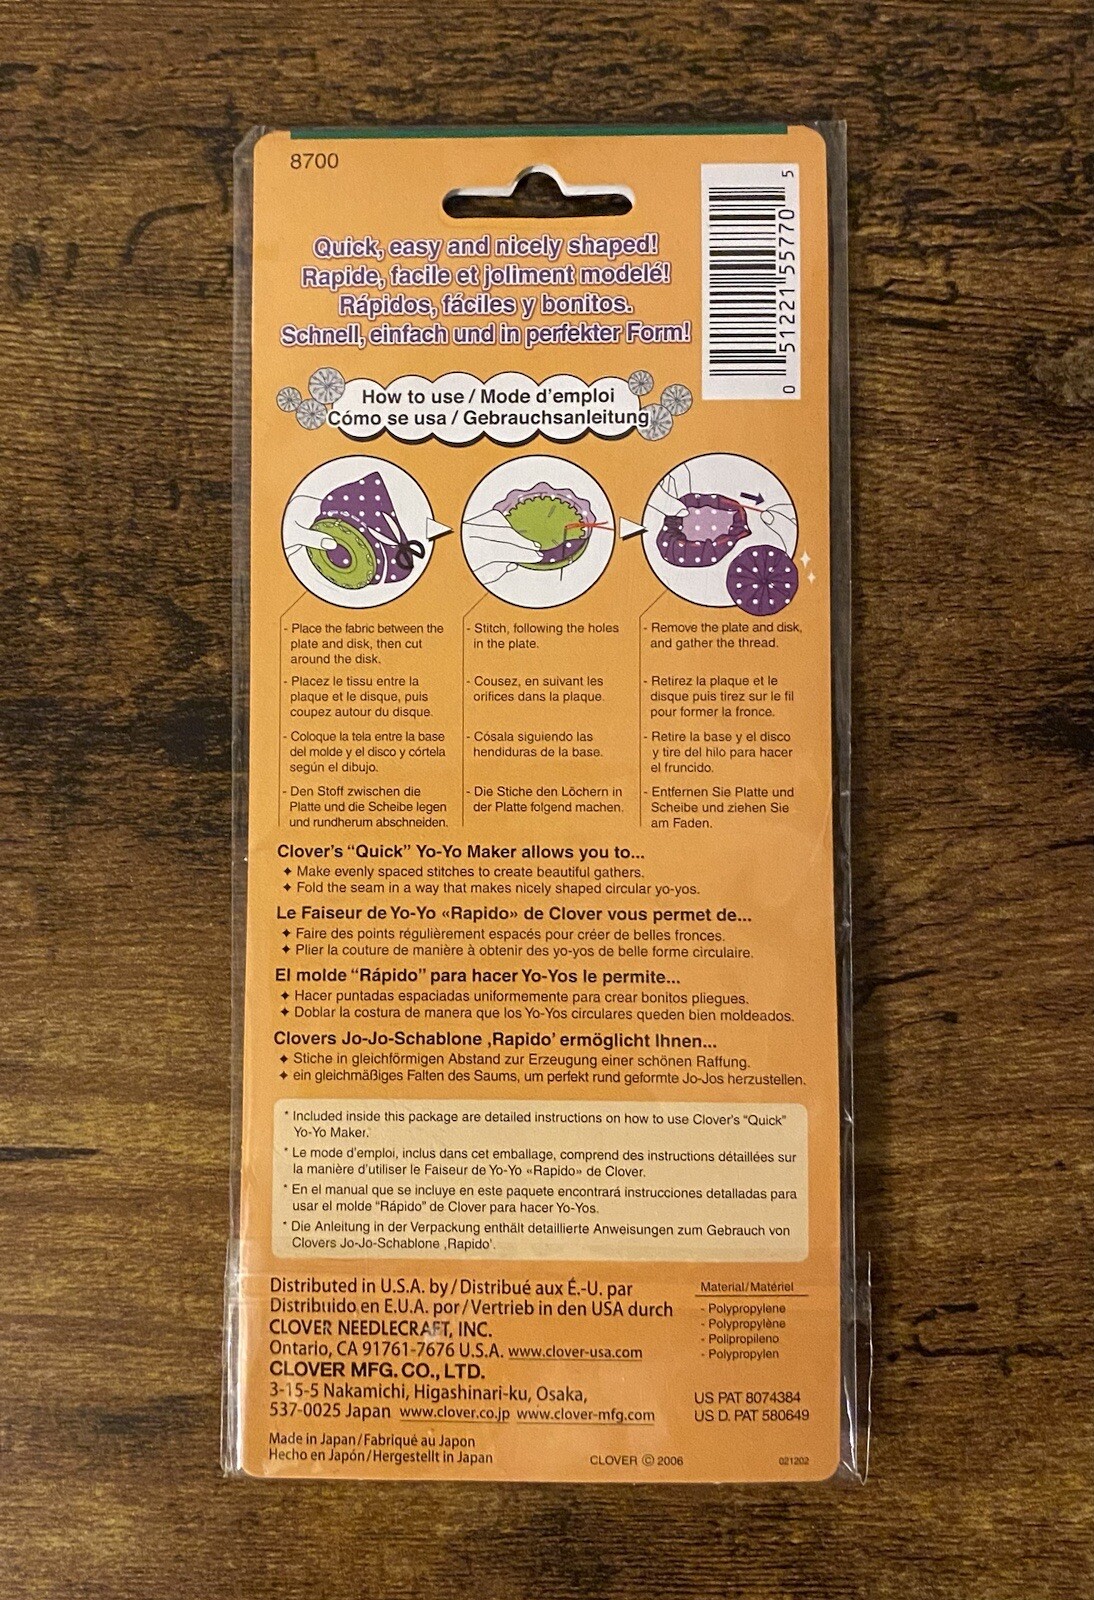 8700
0 51221 55770 5
Quick, easy and nicely shaped!
Rapide, facile et joliment modelé!
Rápidos, fáciles y bonitos.
Schnell, einfach und in perfekter Form!
How to use / Mode d'emploi
Cómo se usa / Gebrauchsanleitung
- Place the fabric between the
plate and disk, then cut
around the disk.
- Placez le tissu entre la
plaque et le disque, puis
coupez autour du disque.
- Coloque la tela entre la base
del molde y el disco y córtela
según el dibujo.
- Den Stoff zwischen die
Platte und die Scheibe legen
und rundherum abschneiden.
- Stitch, following the holes
in the plate.
- Cousez, en suivant les
orifices dans la plaque.
- Cósala siguiendo las
hendiduras de la base.
- Die Stiche den Löchern in
der Platte folgend machen.
- Remove the plate and disk,
and gather the thread.
- Retirez la plaque et le
disque puis tirez sur le fil
pour former la fronce.
- Retire la base y el disco
y tire del hilo para hacer
el fruncido.
- Entfernen Sie Platte und
Scheibe und ziehen Sie
am Faden.
Clover's "Quick" Yo-Yo Maker allows you to...
✦ Make evenly spaced stitches to create beautiful gathers.
✦ Fold the seam in a way that makes nicely shaped circular yo-yos.
Le Faiseur de Yo-Yo «Rapido» de Clover vous permet de...
✦ Faire des points régulièrement espacés pour créer de belles fronces.
✦ Plier la couture de manière à obtenir des yo-yos de belle forme circulaire.
El molde "Rápido" para hacer Yo-Yos le permite...
✦ Hacer puntadas espaciadas uniformemente para crear bonitos pliegues.
✦ Doblar la costura de manera que los Yo-Yos circulares queden bien moldeados.
Clovers Jo-Jo-Schablone ‚Rapido' ermöglicht Ihnen...
✦ Stiche in gleichförmigen Abstand zur Erzeugung einer schönen Raffung.
✦ ein gleichmäßiges Falten des Saums, um perfekt rund geformte Jo-Jos herzustellen.
* Included inside this package are detailed instructions on how to use Clover's "Quick"
Yo-Yo Maker.
* Le mode d'emploi, inclus dans cet emballage, comprend des instructions détaillées sur
la manière d'utiliser le Faiseur de Yo-Yo «Rapido» de Clover.
* En el manual que se incluye en este paquete encontrará instrucciones detalladas para
usar el molde "Rápido" de Clover para hacer Yo-Yos.
* Die Anleitung in der Verpackung enthält detaillierte Anweisungen zum Gebrauch von
Clovers Jo-Jo-Schablone ‚Rapido'.
Distributed in U.S.A. by / Distribué aux É.-U. par
Distribuido en E.U.A. por / Vertrieb in den USA durch
CLOVER NEEDLECRAFT, INC.
Ontario, CA 91761-7676 U.S.A. www.clover-usa.com
CLOVER MFG. CO., LTD.
3-15-5 Nakamichi, Higashinari-ku, Osaka,
537-0025 Japan www.clover.co.jp www.clover-mfg.com
Made in Japan / Fabriqué au Japon
Hecho en Japón / Hergestellt in Japan
Material/Matériel
- Polypropylene
- Polypropylène
- Polipropileno
- Polypropylen
US PAT 8074384
US D. PAT 580649
CLOVER © 2006
021202